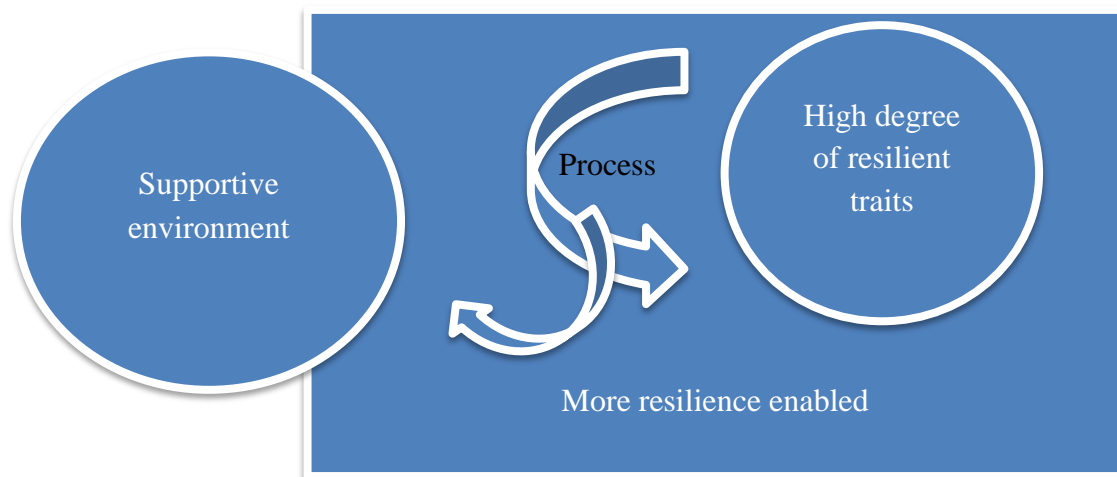 Supportive
environment
Process
High degree
of resilient
traits
More resilience enabled